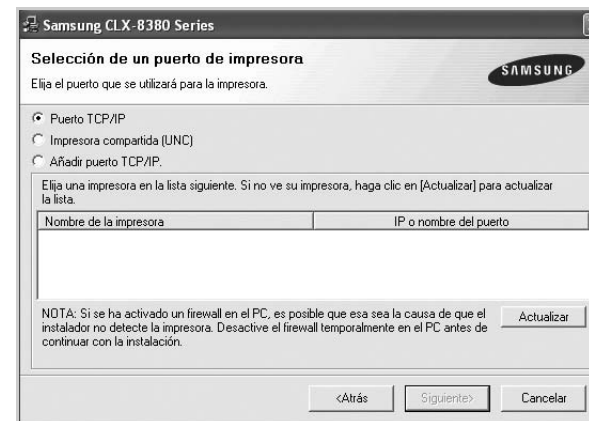 Samsung CLX-8380 Series
Selección de un puerto de impresora
Elija el puerto que se utilizará para la impresora.
SAMSUNG
Puerto TCP/IP
Impresora compartida (UNC)
Añadir puerto TCP/IP.
Elija una impresora en la lista siguiente. Si no ve su impresora, haga clic en [Actualizar] para actualizar
la lista.
Nombre de la impresora
IP o nombre del puerto
NOTA: Si se ha activado un firewall en el PC, es posible que esa sea la causa de que el
instalador no detecte la impresora. Desactive el firewall temporalmente en el PC antes de
continuar con la instalación.
Actualizar
<Atrás
Siguiente>
Cancelar